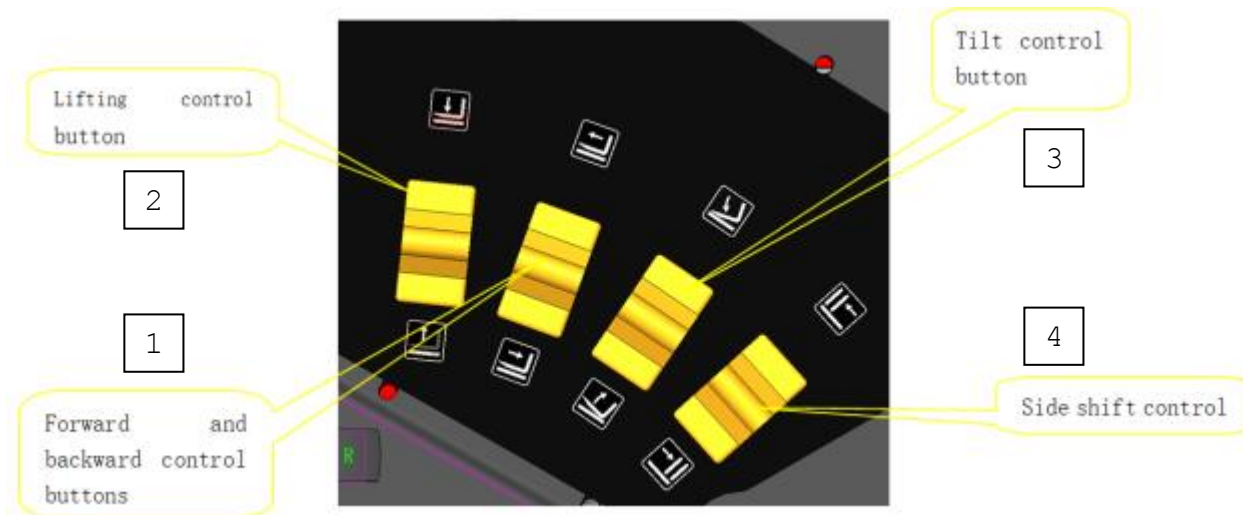 Lifting control
button
2
1
Forward and
backward control
buttons
R
Tilt control
button
3
4
Side shift control